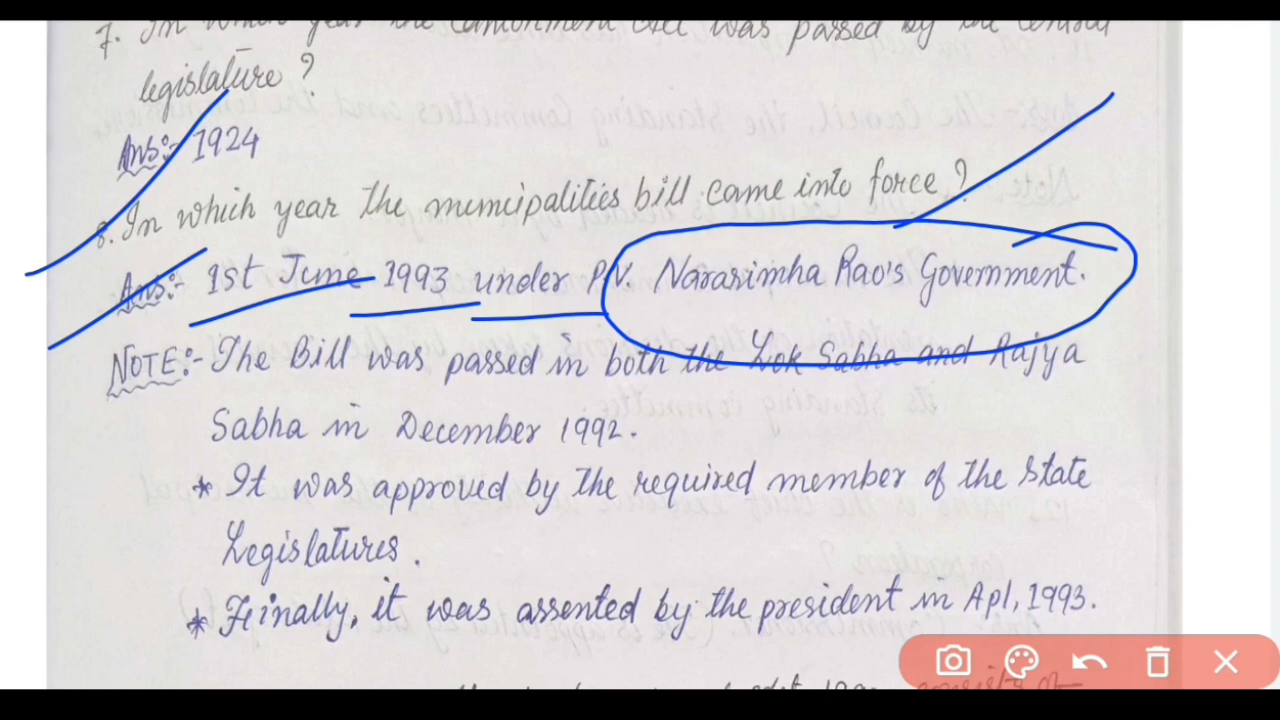 7. In which year the Cantonment Act was passed by the central
legislature ?
Ans:- 1924
8. In which year the municipalities bill came into force ?
Ans:- 1st June 1993 under P.V. Narasimha Rao's Government.
NOTE:- The Bill was passed in both the Lok Sabha and Rajya
Sabha in December 1992.
* It was approved by the required member of the State
Legislatures.
* Finally, it was assented by the president in Apl, 1993.
consists of